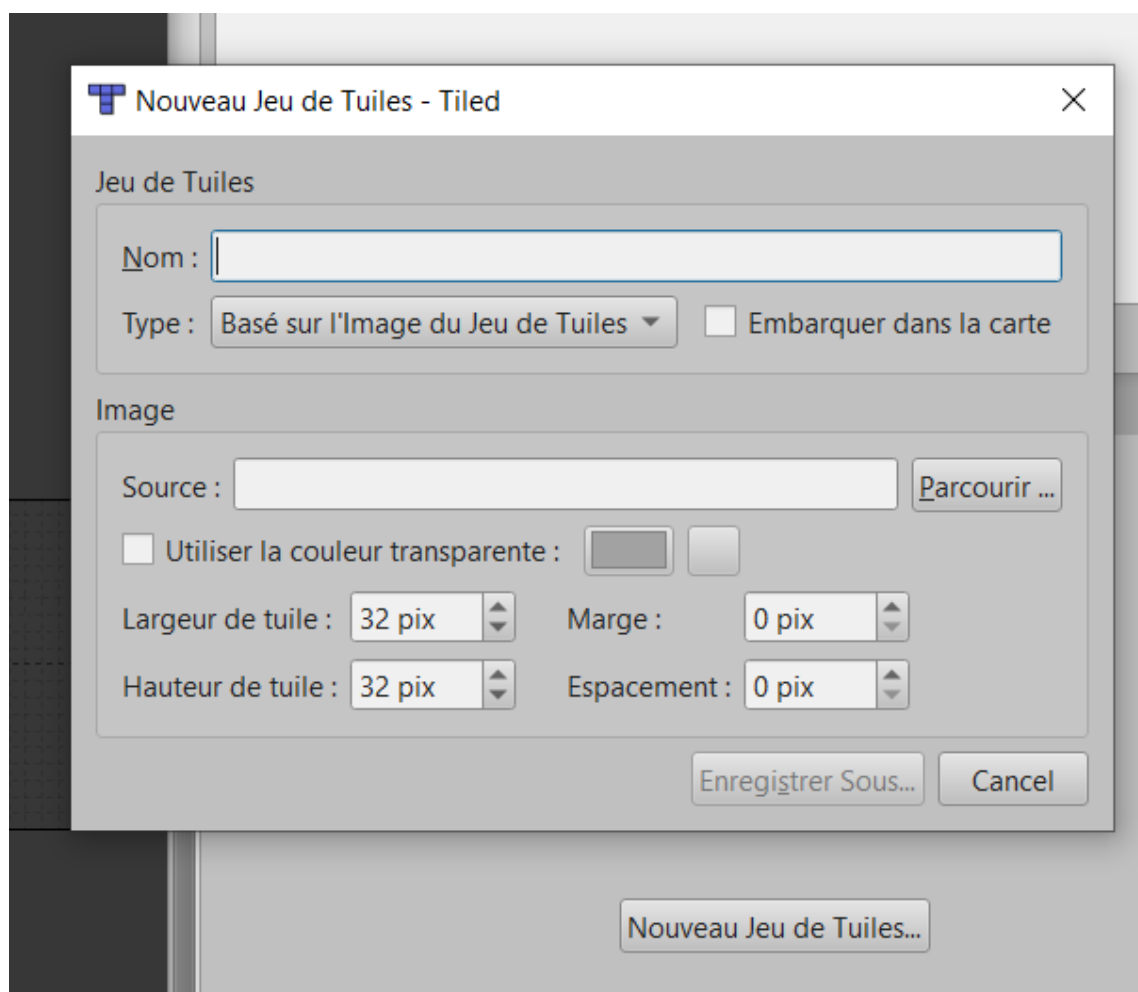 Nouveau Jeu de Tuiles - Tiled
Jeu de Tuiles
Nom :
Type : Basé sur l'Image du Jeu de Tuiles Embarquer dans la carte
Image
Source : Parcourir ...
Utiliser la couleur transparente :
Largeur de tuile : 32 pix Marge : 0 pix
Hauteur de tuile : 32 pix Espacement : 0 pix
Enregistrer Sous... Cancel
Nouveau Jeu de Tuiles...